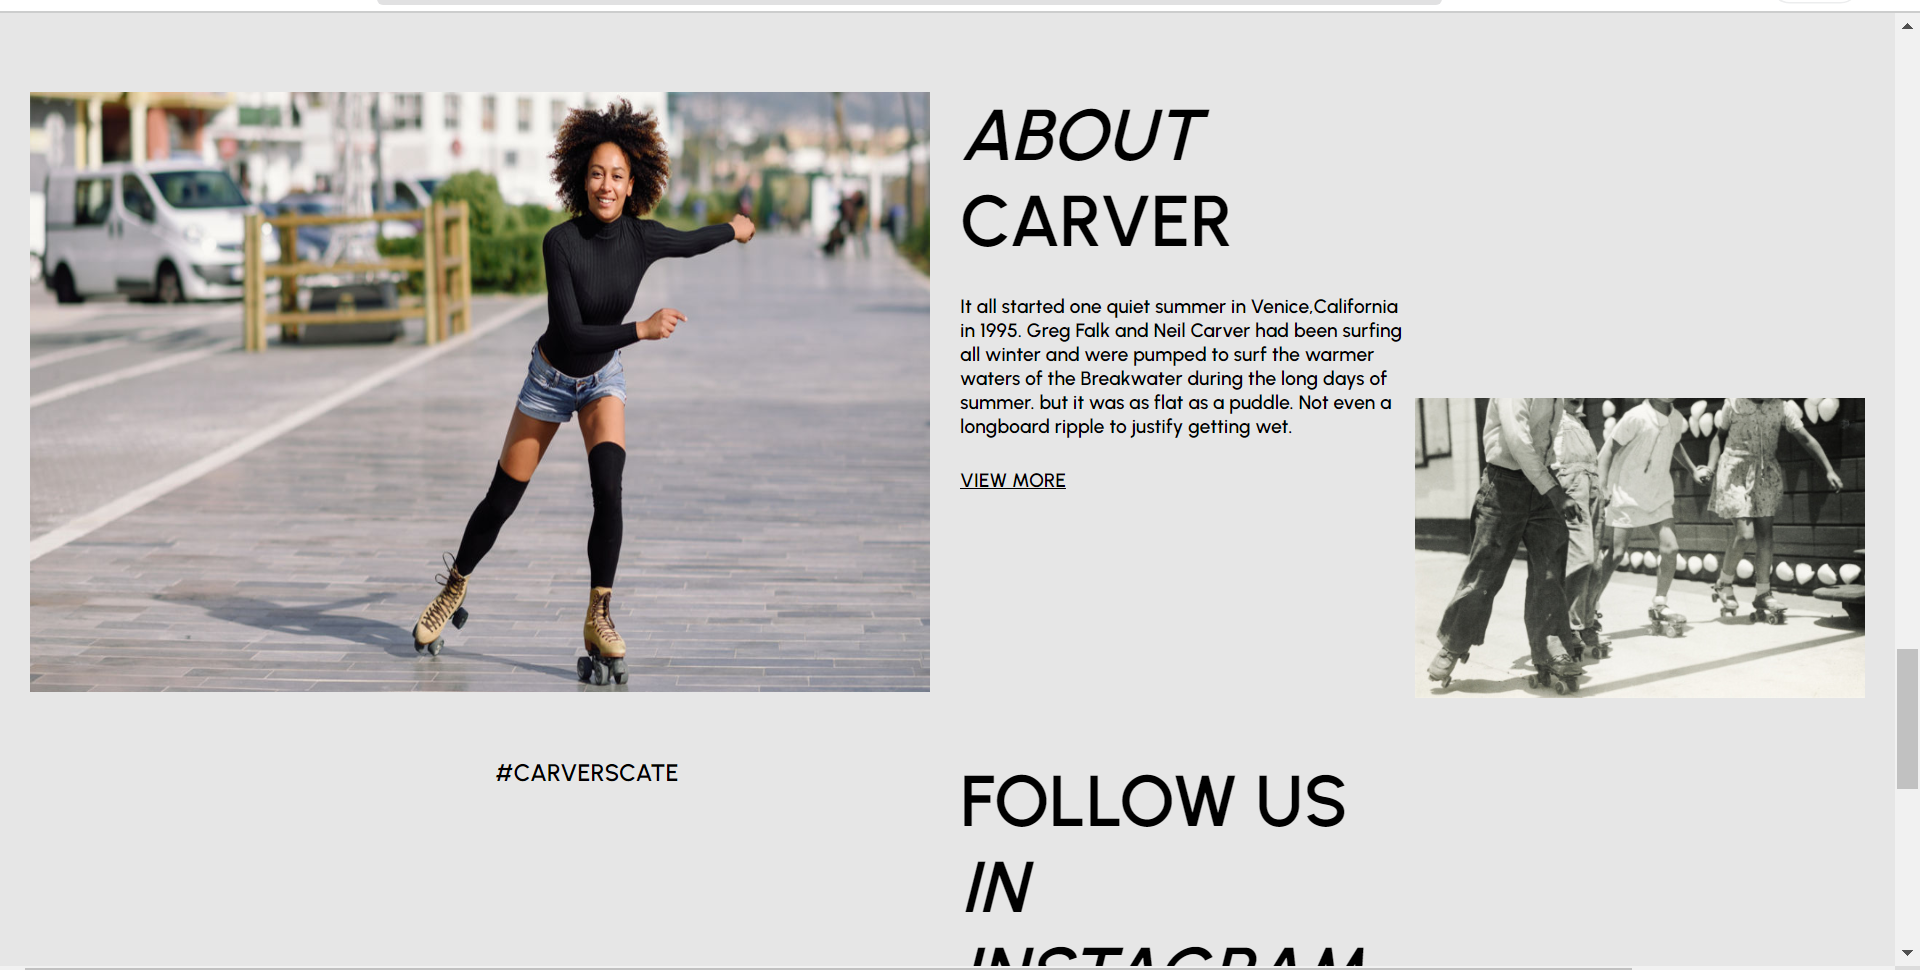 ABOUT
CARVER
It all started one quiet summer in Venice,California
in 1995. Greg Falk and Neil Carver had been surfing
all winter and were pumped to surf the warmer
waters of the Breakwater during the long days of
summer. but it was as flat as a puddle. Not even a
longboard ripple to justify getting wet.
VIEW MORE
#CARVERSCATE
FOLLOW US
IN
INSTAGRAM